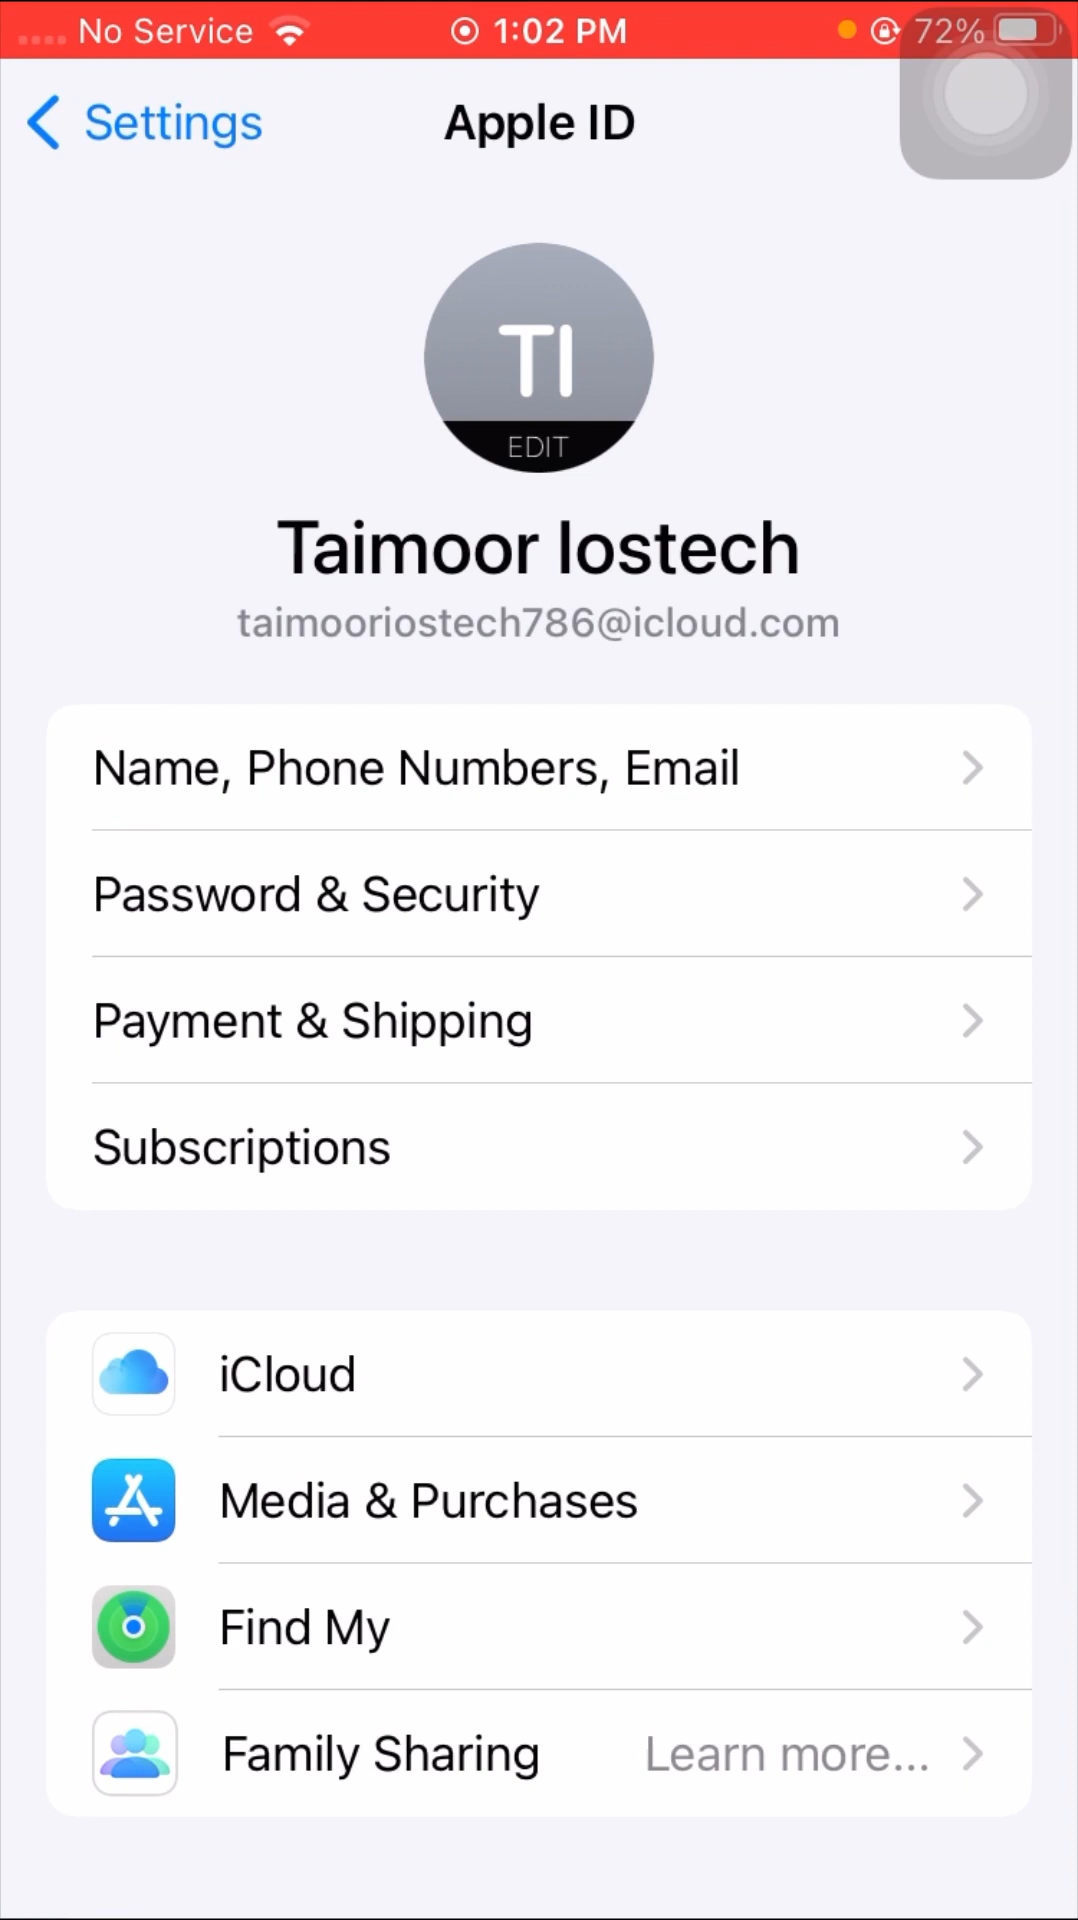 No Service 1:02 PM 72%
Settings Apple ID
TI
EDIT
Taimoor Iostech
taimooriostech786@icloud.com
Name, Phone Numbers, Email
Password & Security
Payment & Shipping
Subscriptions
iCloud
Media & Purchases
Find My
Family Sharing Learn more...